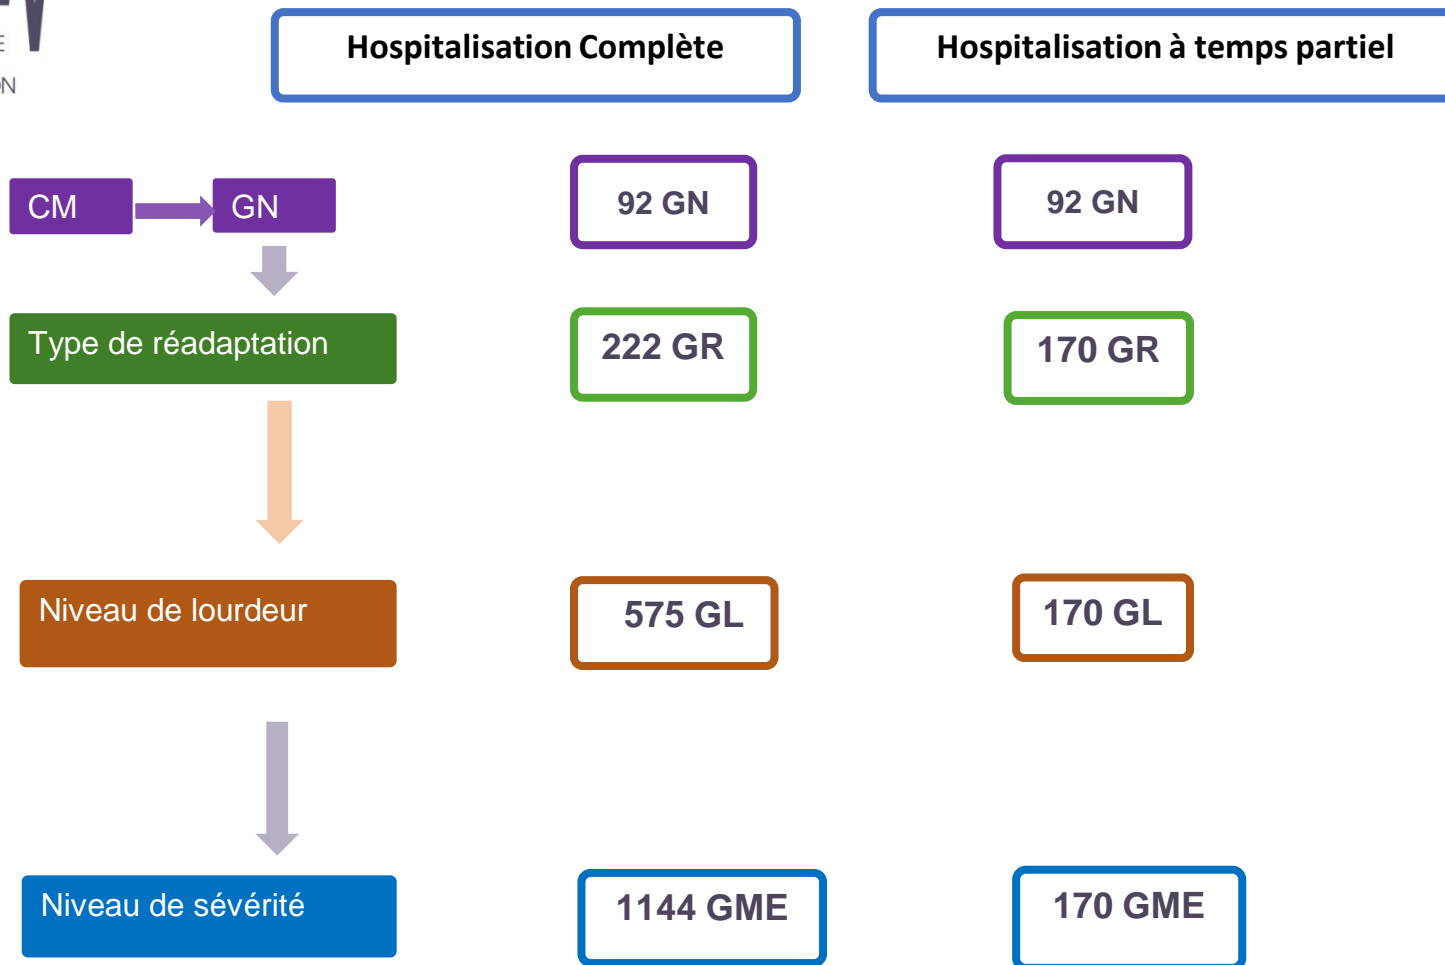 E
ON
Hospitalisation Complète
Hospitalisation à temps partiel
CM
GN
92 GN
92 GN
Type de réadaptation
222 GR
170 GR
Niveau de lourdeur
575 GL
170 GL
Niveau de sévérité
1144 GME
170 GME